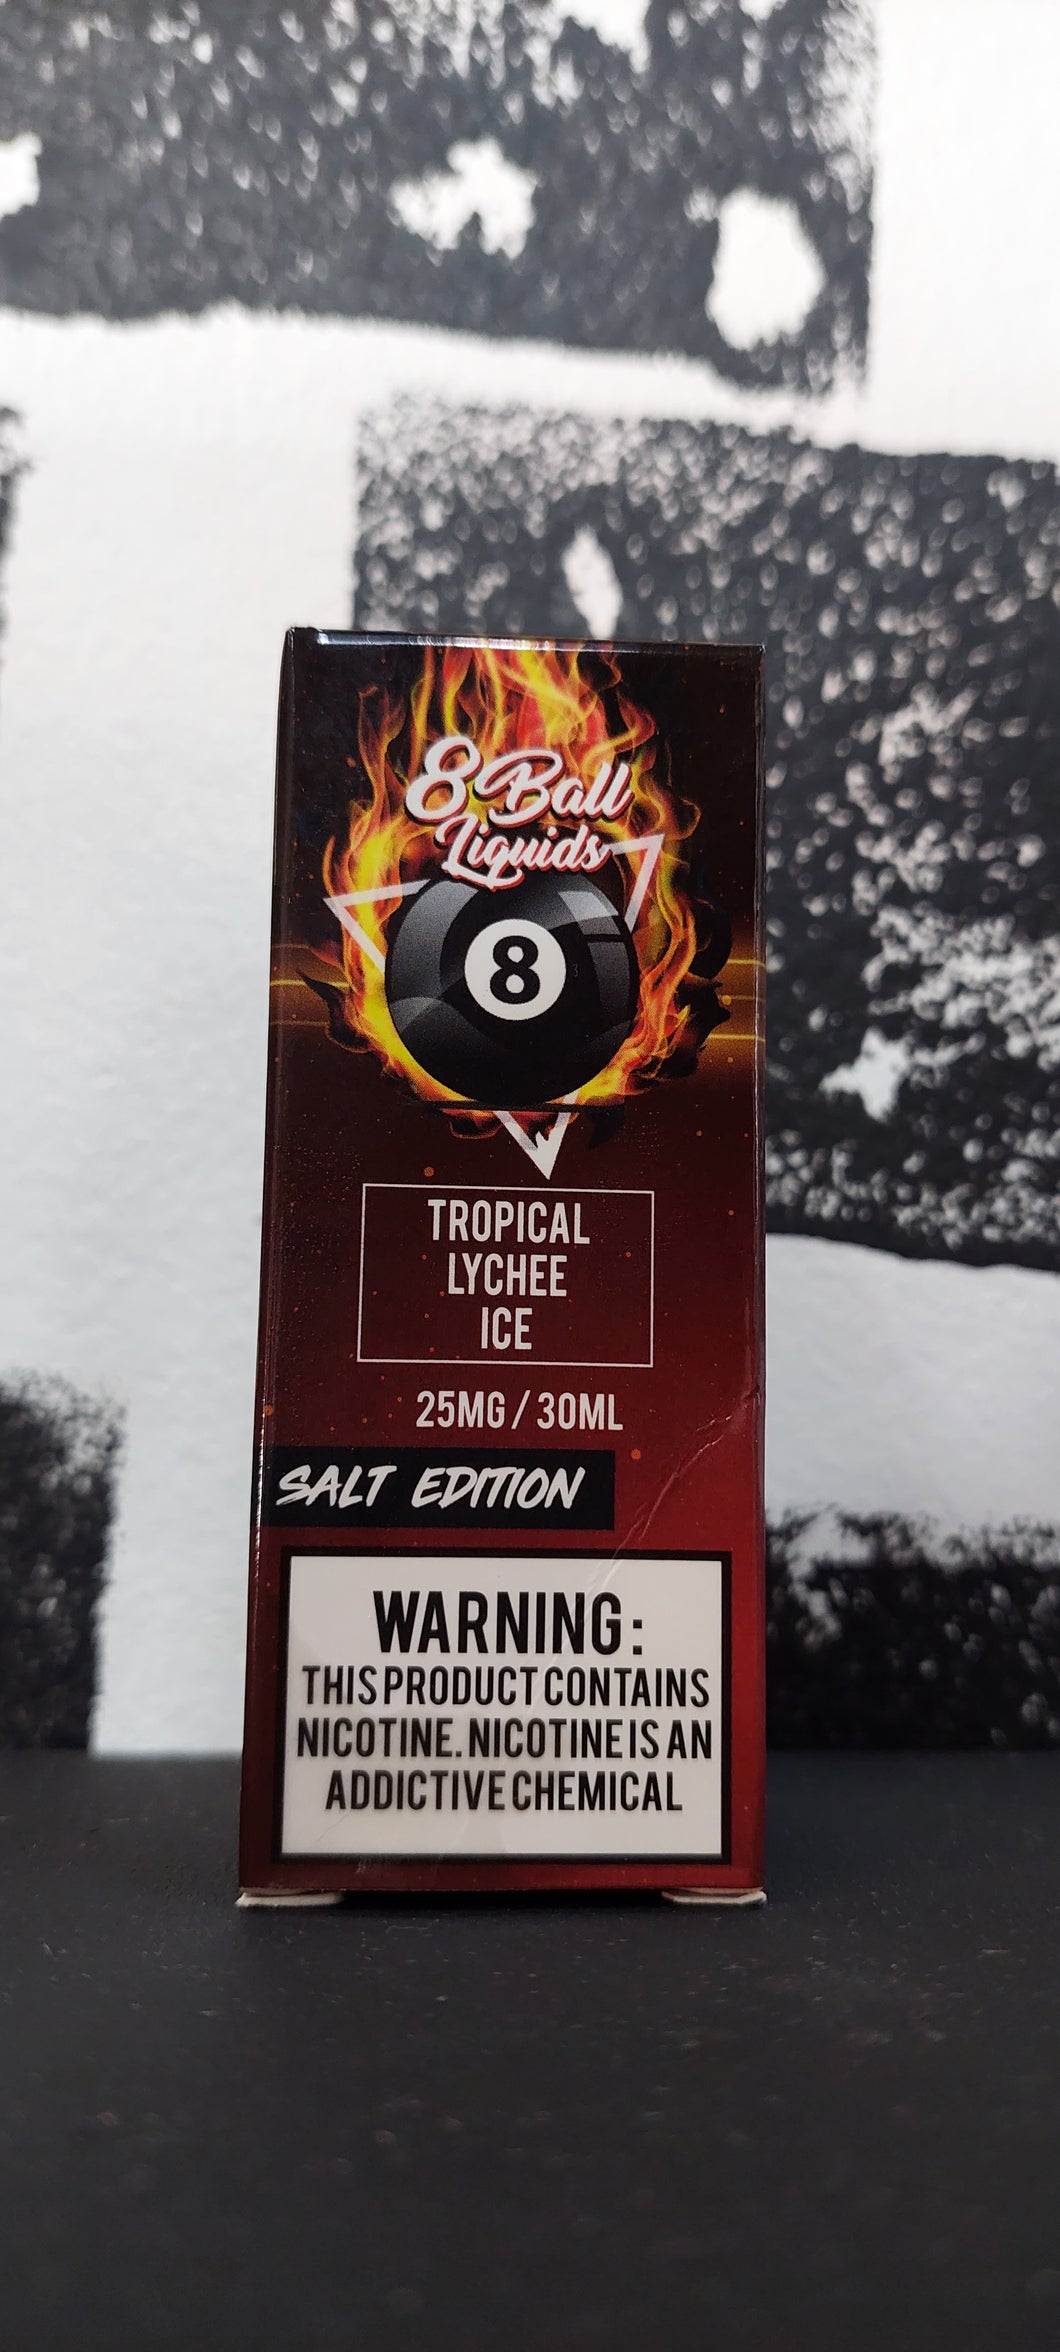 8 Ball
Liquids
8
TROPICAL
LYCHEE
ICE
25MG / 30ML
SALT EDITION
WARNING:
THIS PRODUCT CONTAINS
NICOTINE. NICOTINE IS AN
ADDICTIVE CHEMICAL